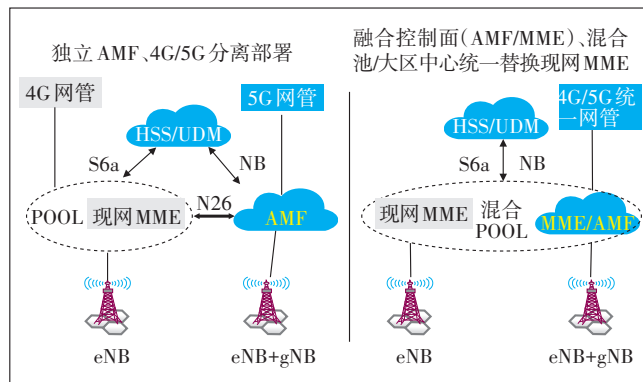 独立AMF、4G/5G分离部署
4G网管
5G网管
HSS/UDM
S6a
NB
POOL
现网MME
N26
AMF
eNB
eNB+gNB
融合控制面(AMF/MME)、混合
池/大区中心统一替换现网MME
4G/5G统
一网管
HSS/UDM
S6a
NB
现网MME
混合
POOL
MME/AMF
eNB
eNB+gNB